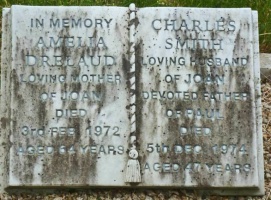 IN MEMORY
AMELIA
LOVING MOTHER
OF JOAN
DIED
3RD FEB 1972
AGED YEARS
CHARLES
SMITH
LOVING HUSBAND
OF JOAN
DEVOTED FATHER
OF PAUL
DIED
5TH DEC 1974
AGED 47 YEARS